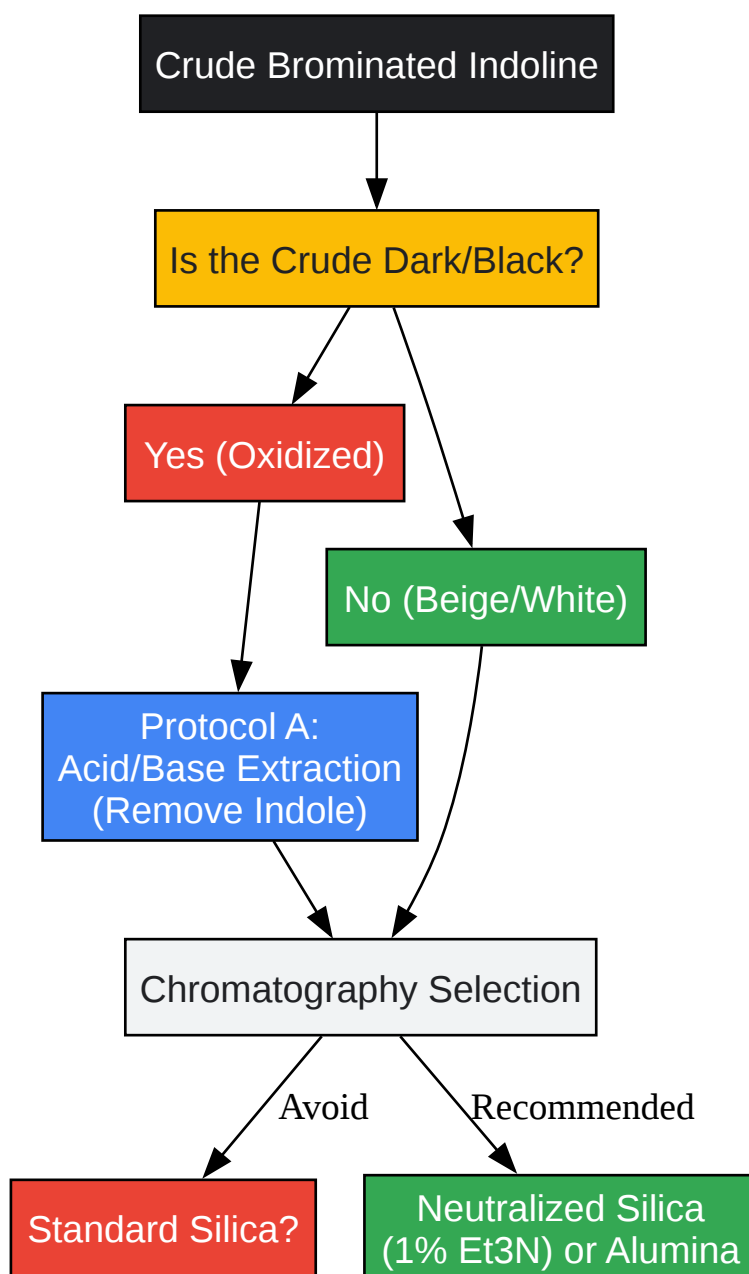 Crude Brominated Indoline
Is the Crude Dark/Black?
Yes (Oxidized)
No (Beige/White)
Protocol A:
Acid/Base Extraction
(Remove Indole)
Chromatography Selection
Avoid
Recommended
Standard Silica?
Neutralized Silica
(1% Et3N) or Alumina